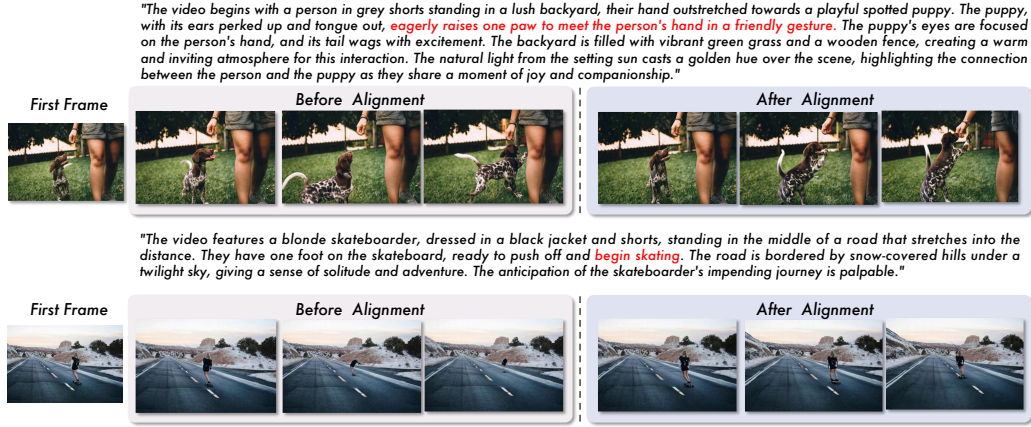 "The video begins with a person in grey shorts standing in a lush backyard, their hand outstretched towards a playful spotted puppy. The puppy,
with its ears perked up and tongue out, eagerly raises one paw to meet the person's hand in a friendly gesture. The puppy's eyes are focused
on the person's hand, and its tail wags with excitement. The backyard is filled with vibrant green grass and a wooden fence, creating a warm
and inviting atmosphere for this interaction. The natural light from the setting sun casts a golden hue over the scene, highlighting the connection
between the person and the puppy as they share a moment of joy and companionship."
First Frame
Before Alignment
After Alignment
"The video features a blonde skateboarder, dressed in a black jacket and shorts, standing in the middle of a road that stretches into the
distance. They have one foot on the skateboard, ready to push off and begin skating. The road is bordered by snow-covered hills under a
twilight sky, giving a sense of solitude and adventure. The anticipation of the skateboarder's impending journey is palpable."
First Frame
Before Alignment
After Alignment